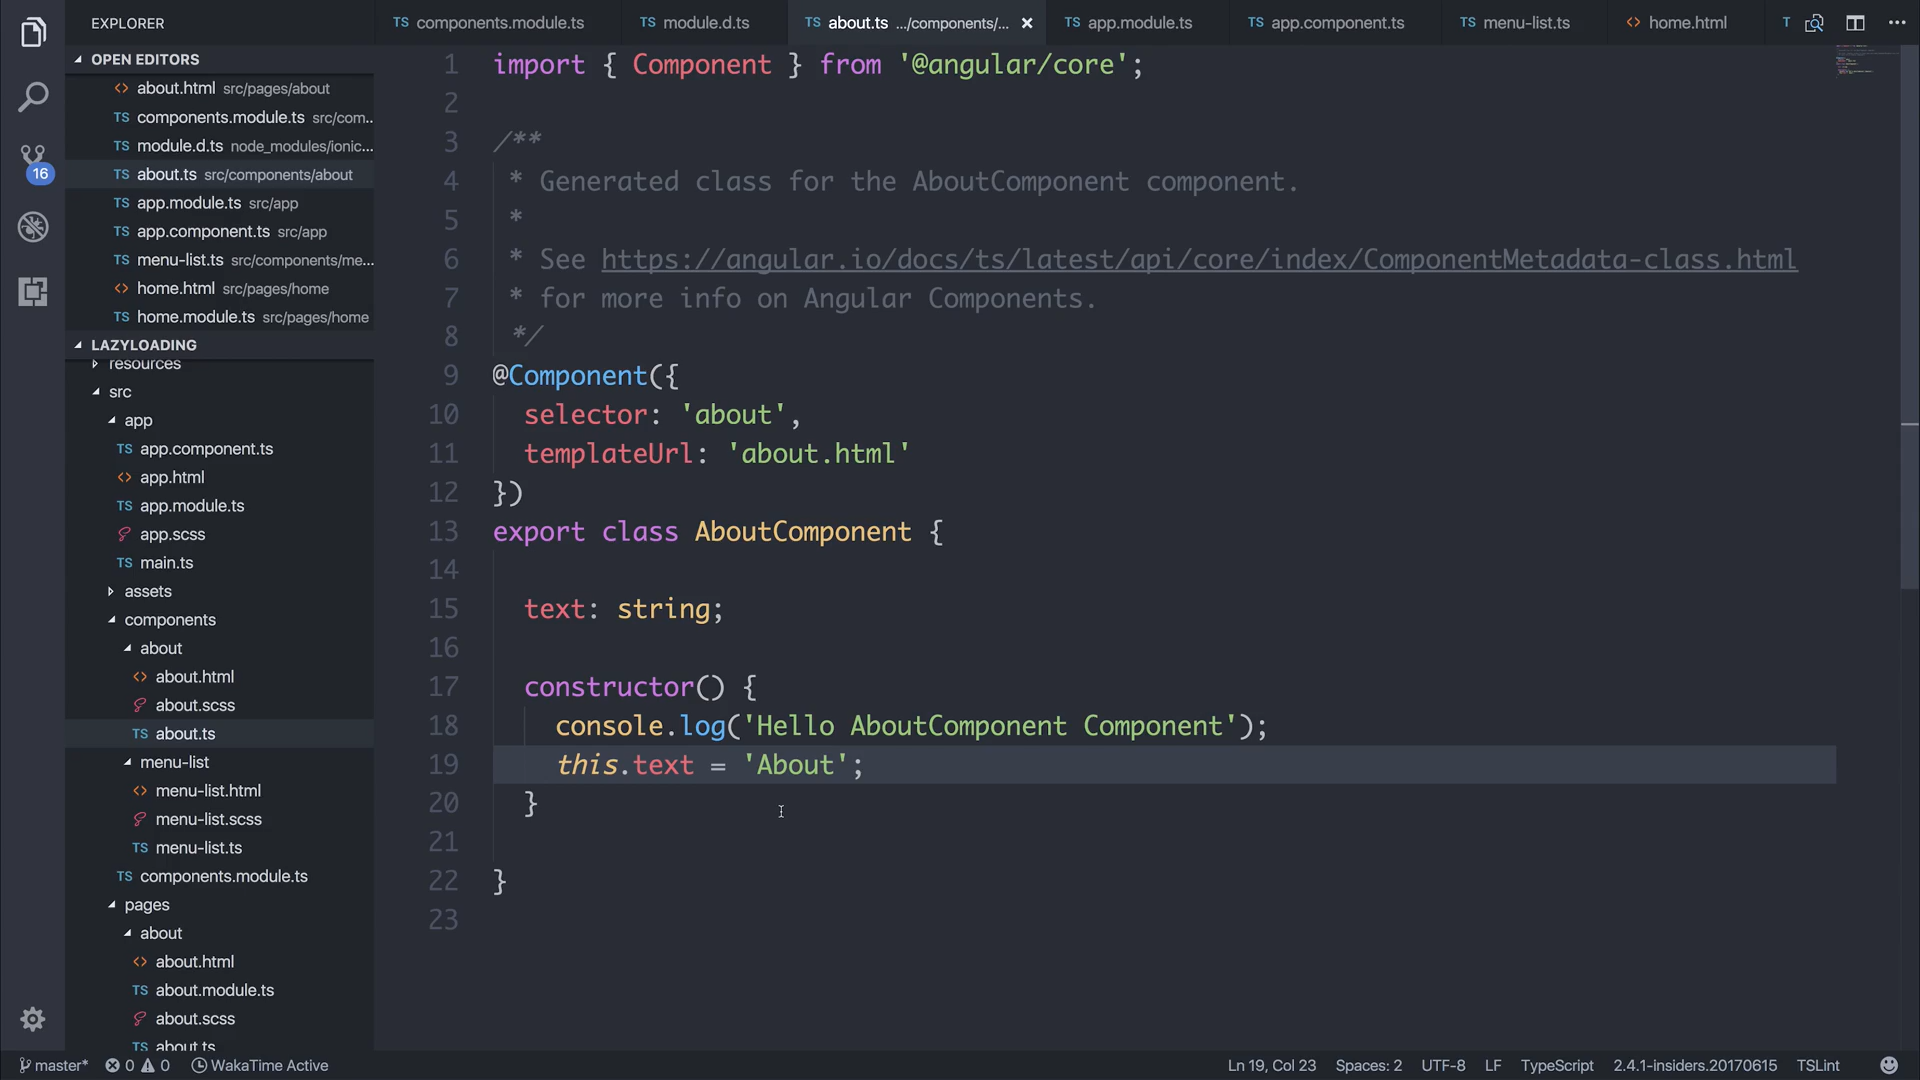 EXPLORER
components.module.ts
module.d.ts
about.ts .../components/...
app.module.ts
app.component.ts
menu-list.ts
home.html
OPEN EDITORS
about.html src/pages/about
components.module.ts src/com...
module.d.ts node_modules/ionic...
about.ts src/components/about
app.module.ts src/app
app.component.ts src/app
menu-list.ts src/components/me...
home.html src/pages/home
home.module.ts src/pages/home
LAZYLOADING
resources
src
app
app.component.ts
app.html
app.module.ts
app.scss
main.ts
assets
components
about
about.html
about.scss
about.ts
menu-list
menu-list.html
menu-list.scss
menu-list.ts
components.module.ts
pages
about
about.html
about.module.ts
about.scss
about.ts
16
1 import { Component } from '@angular/core';
2
3 /**
4 * Generated class for the AboutComponent component.
5 *
6 * See https://angular.io/docs/ts/latest/api/core/index/ComponentMetadata-class.html
7 * for more info on Angular Components.
8 */
9 @Component({
10 selector: 'about',
11 templateUrl: 'about.html'
12 })
13 export class AboutComponent {
14
15 text: string;
16
17 constructor() {
18 console.log('Hello AboutComponent Component');
19 this.text = 'About';
20 }
21
22 }
23
master* 0 0 WakaTime Active
Ln 19, Col 23 Spaces: 2 UTF-8 LF TypeScript 2.4.1-insiders.20170615 TSLint